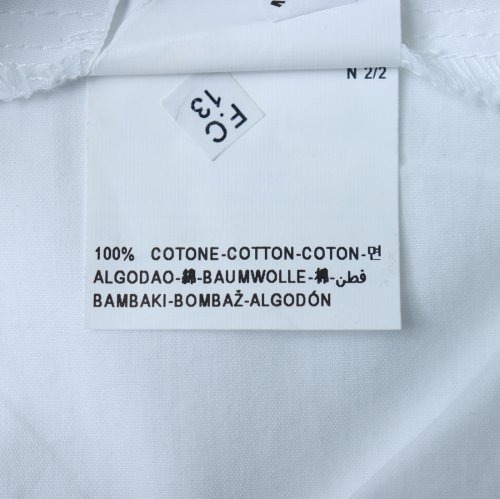 N 2/2
C
F.13
100% COTONE-COTTON-COTON-면
ALGODAO-綿-BAUMWOLLE-棉-قطن-
BAMBAKI-BOMBAŽ-ALGODÓN